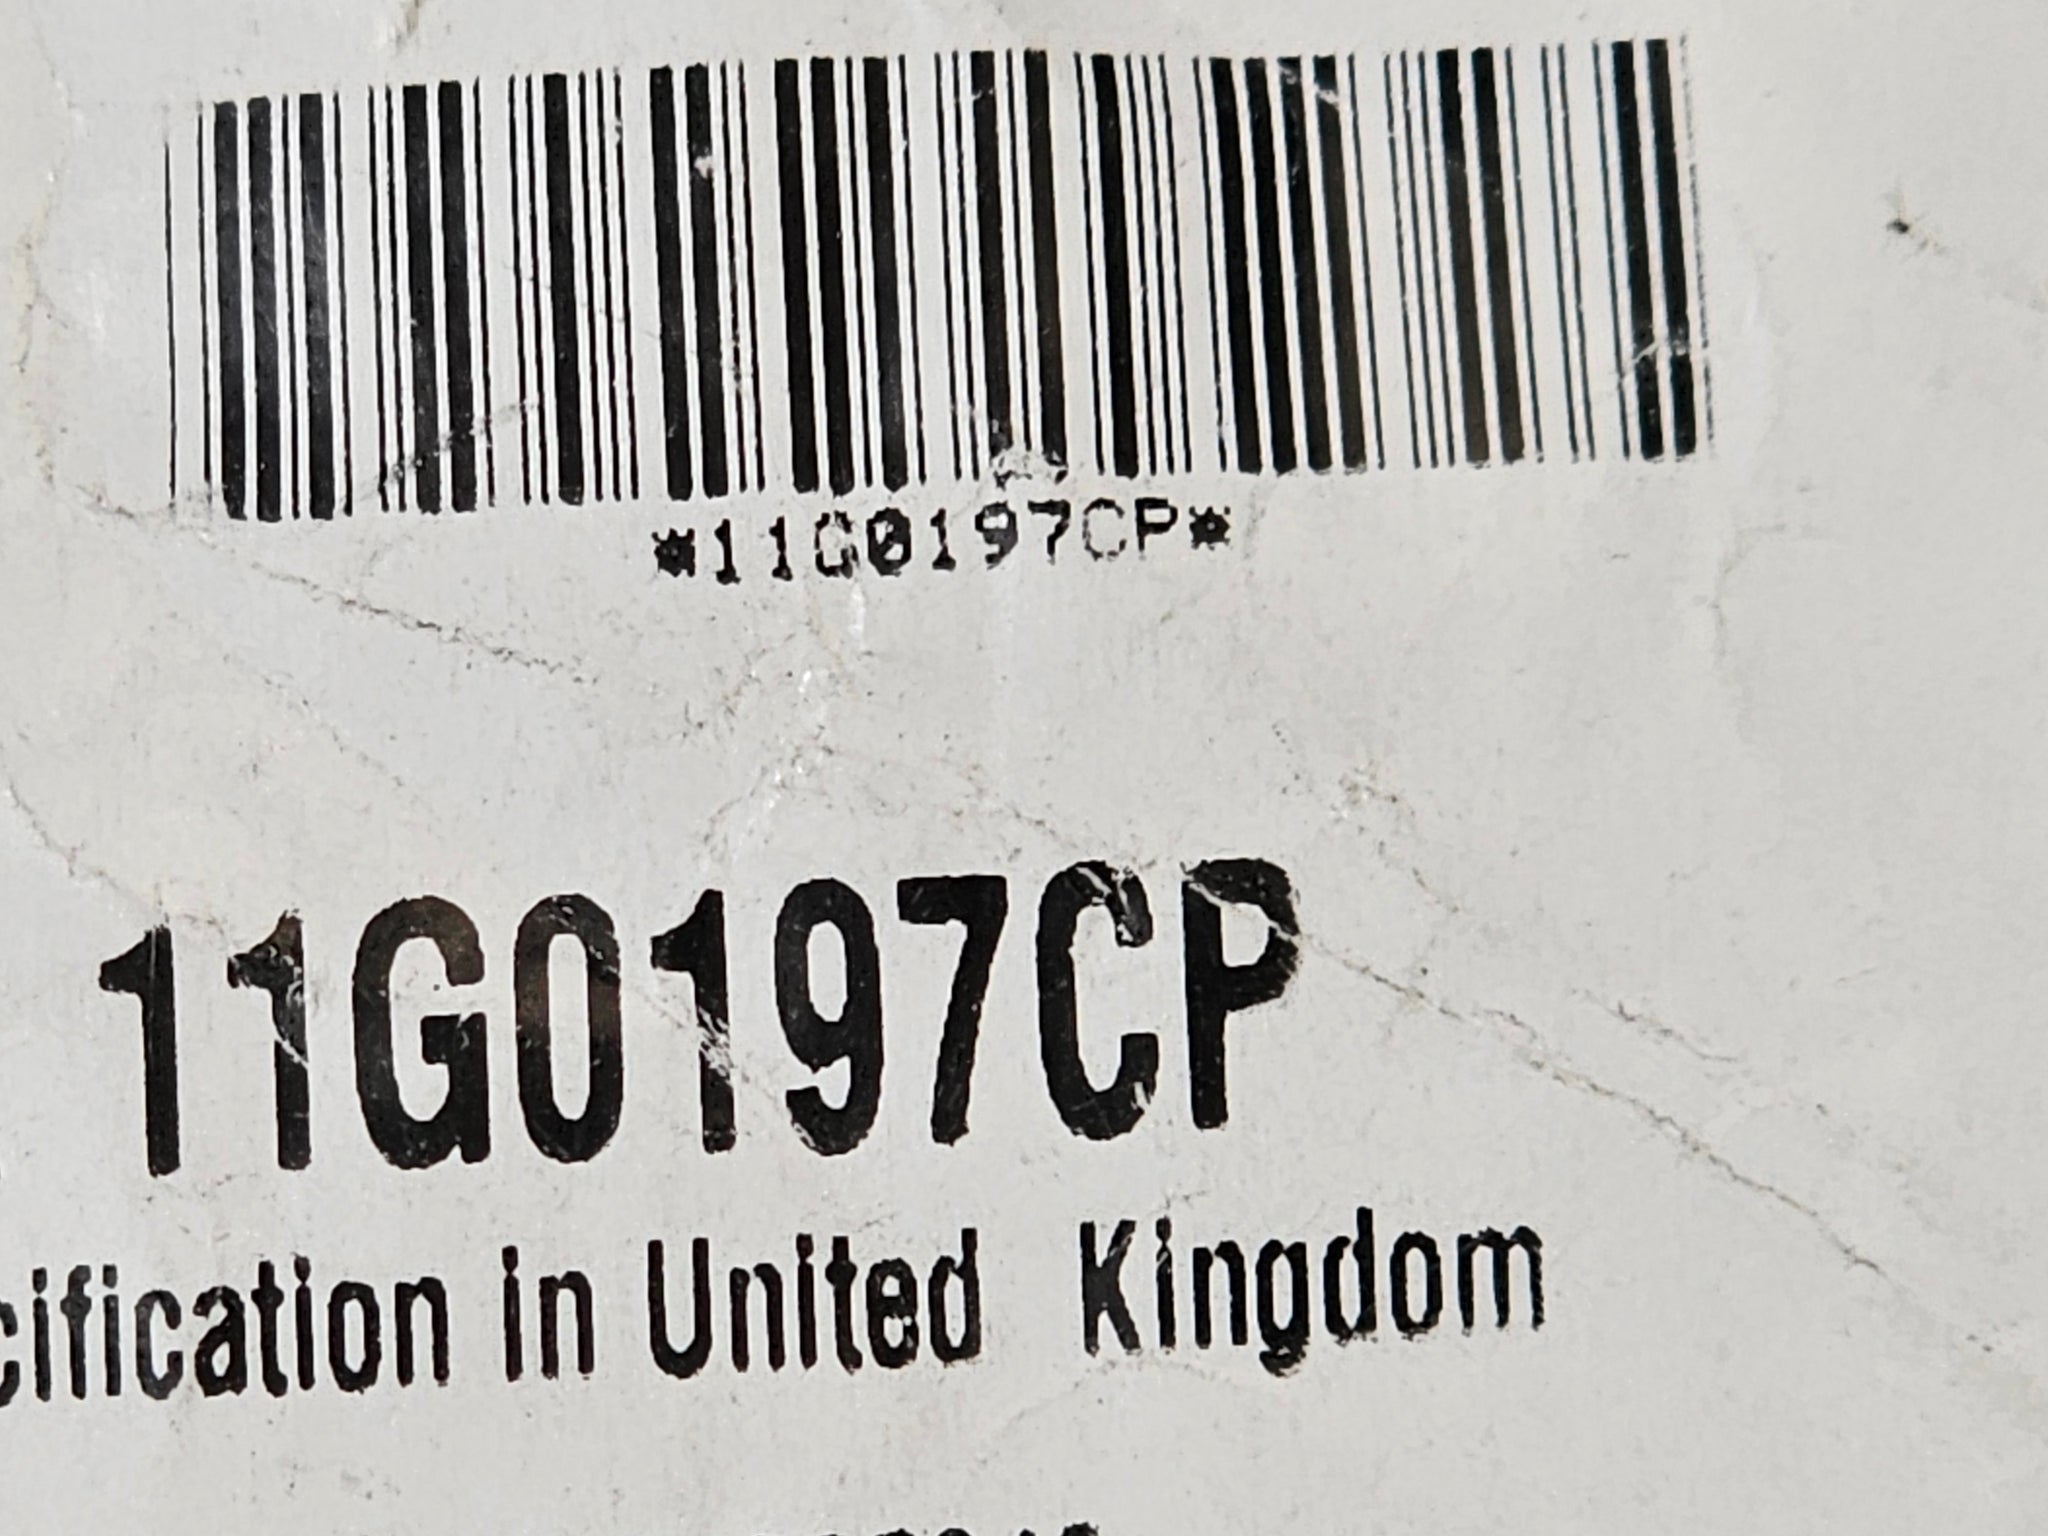 *11G0197CP*
11G0197CP
cification in United Kingdom